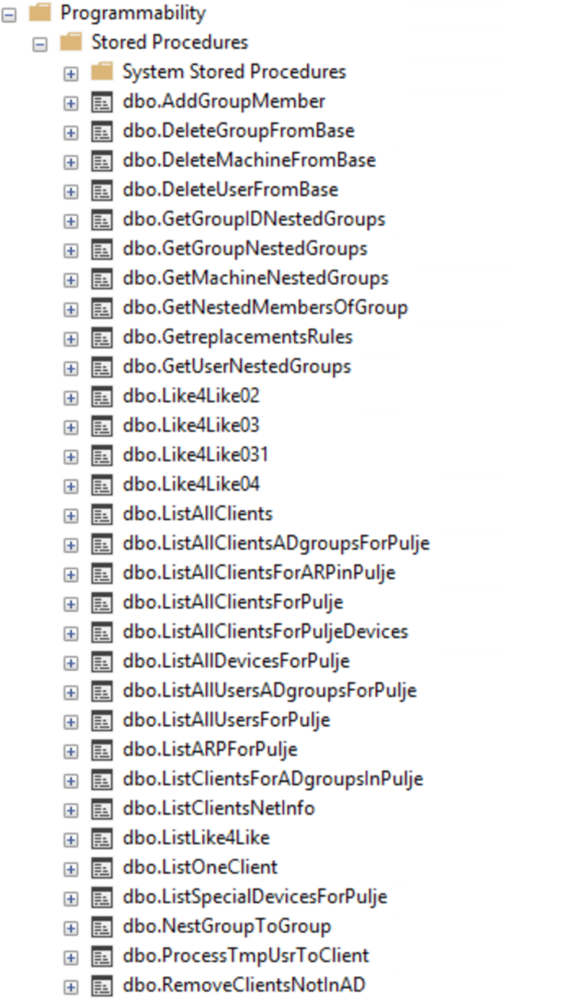 Programmability
Stored Procedures
System Stored Procedures
dbo.AddGroupMember
dbo.DeleteGroupFromBase
dbo.DeleteMachineFromBase
dbo.DeleteUserFromBase
dbo.GetGroupIDNestedGroups
dbo.GetGroupNestedGroups
dbo.GetMachineNestedGroups
dbo.GetNestedMembersOfGroup
dbo.GetreplacementsRules
dbo.GetUserNestedGroups
dbo.Like4Like02
dbo.Like4Like03
dbo.Like4Like031
dbo.Like4Like04
dbo.ListAllClients
dbo.ListAllClientsADgroupsForPulje
dbo.ListAllClientsForARPinPulje
dbo.ListAllClientsForPulje
dbo.ListAllClientsForPuljeDevices
dbo.ListAllDevicesForPulje
dbo.ListAllUsersADgroupsForPulje
dbo.ListAllUsersForPulje
dbo.ListARPForPulje
dbo.ListClientsForADgroupsInPulje
dbo.ListClientsNetInfo
dbo.ListLike4Like
dbo.ListOneClient
dbo.ListSpecialDevicesForPulje
dbo.NestGroupToGroup
dbo.ProcessTmpUsrToClient
dbo.RemoveClientsNotInAD